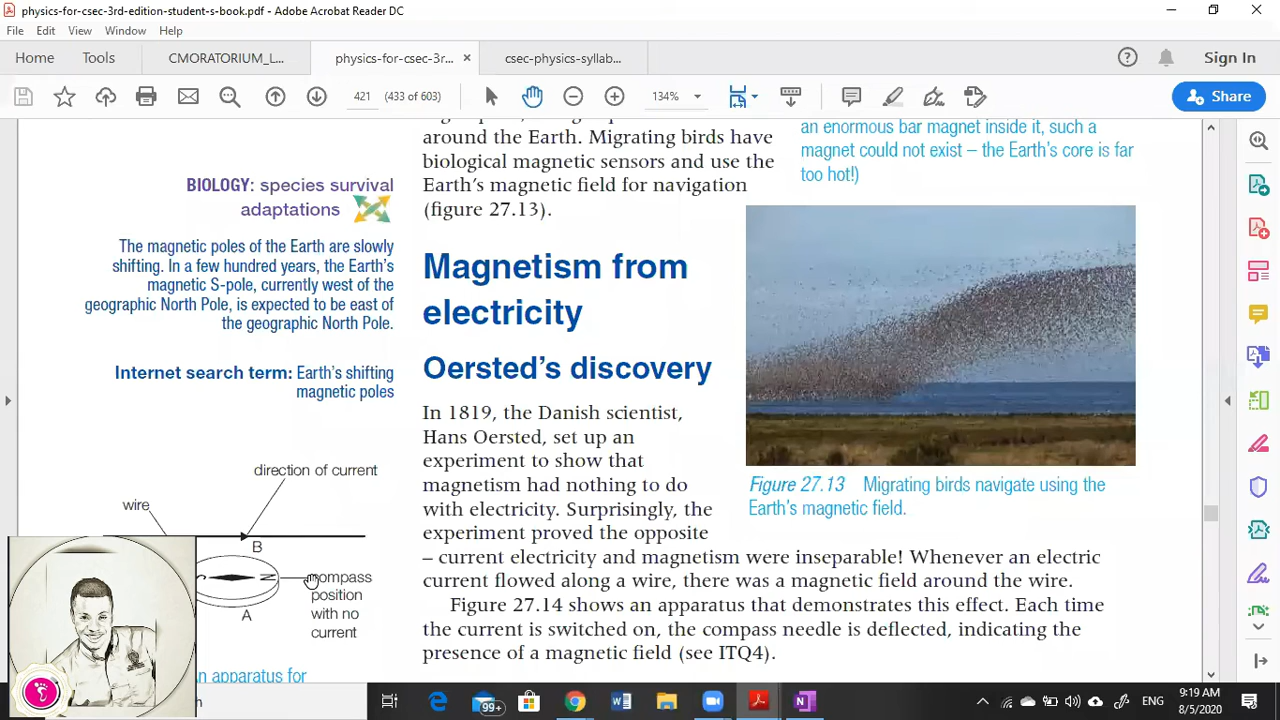 physics-for-csec-3rd-edition-student-s-book.pdf - Adobe Acrobat Reader DC
File Edit View Window Help
Home Tools CMORATORIUM_L... physics-for-csec-3r... × csec-physics-syllab... Sign In
421 (433 of 603) 134% Share
around the Earth. Migrating birds have
biological magnetic sensors and use the
Earth's magnetic field for navigation
(figure 27.13).
an enormous bar magnet inside it, such a
magnet could not exist – the Earth's core is far
too hot!)
BIOLOGY: species survival
adaptations
The magnetic poles of the Earth are slowly
shifting. In a few hundred years, the Earth's
magnetic S-pole, currently west of the
geographic North Pole, is expected to be east of
the geographic North Pole.
Internet search term: Earth's shifting
magnetic poles
Magnetism from
electricity
Oersted's discovery
In 1819, the Danish scientist,
Hans Oersted, set up an
experiment to show that
magnetism had nothing to do
with electricity. Surprisingly, the
experiment proved the opposite
– current electricity and magnetism were inseparable! Whenever an electric
current flowed along a wire, there was a magnetic field around the wire.
Figure 27.14 shows an apparatus that demonstrates this effect. Each time
the current is switched on, the compass needle is deflected, indicating the
presence of a magnetic field (see ITQ4).
Figure 27.13 Migrating birds navigate using the
Earth's magnetic field.
direction of current
wire
B
N
A
compass
position
with no
current
an apparatus for
99+
ENG
9:19 AM
8/5/2020